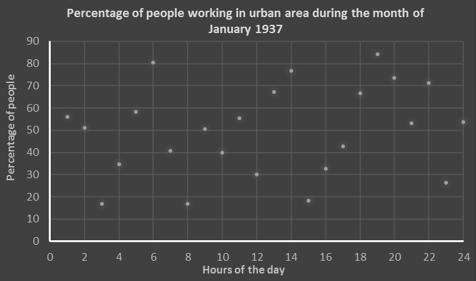 Percentage of people working in urban area during the month of
January 1937
90
80
70
60
50
40
30
20
10
0
Percentage of people
0 2 4 6 8 10 12 14 16 18 20 22 24
Hours of the day